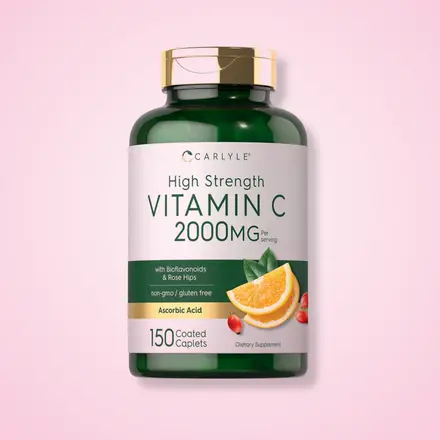 CARLYLE®
High Strength
VITAMIN C
2000MG Per serving
with Bioflavonoids
& Rose Hips
non-gmo / gluten free
Ascorbic Acid
150 Coated Caplets
Dietary Supplement